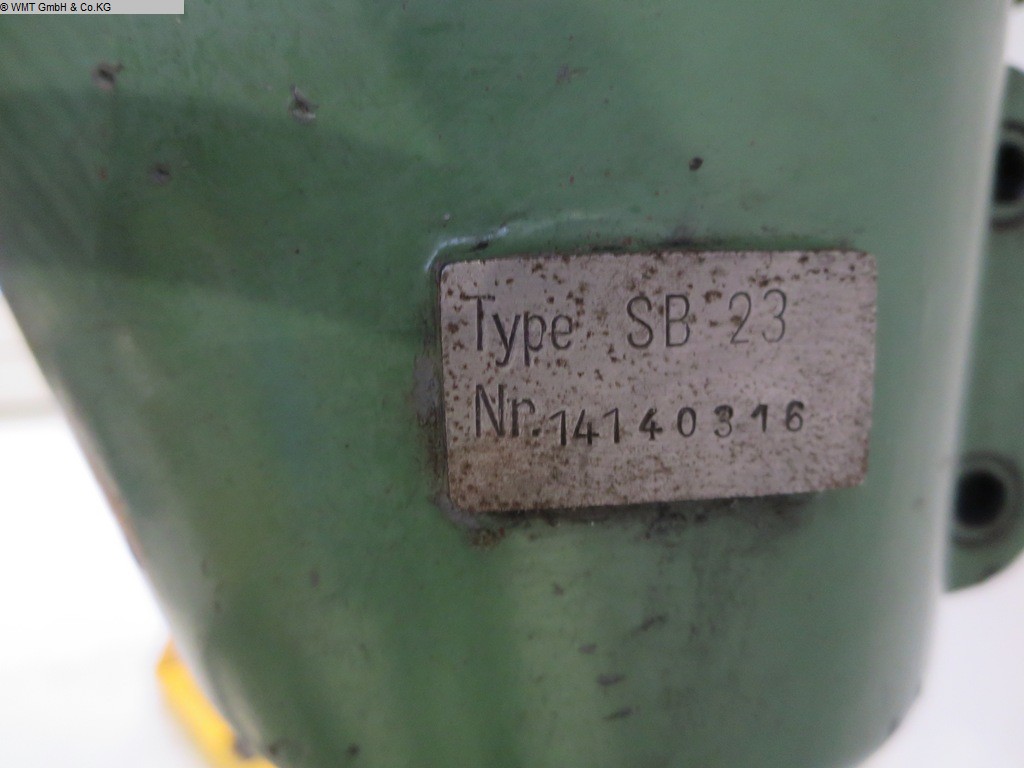 © WMT GmbH & Co.KG
Type SB 23
Nr. 14140316